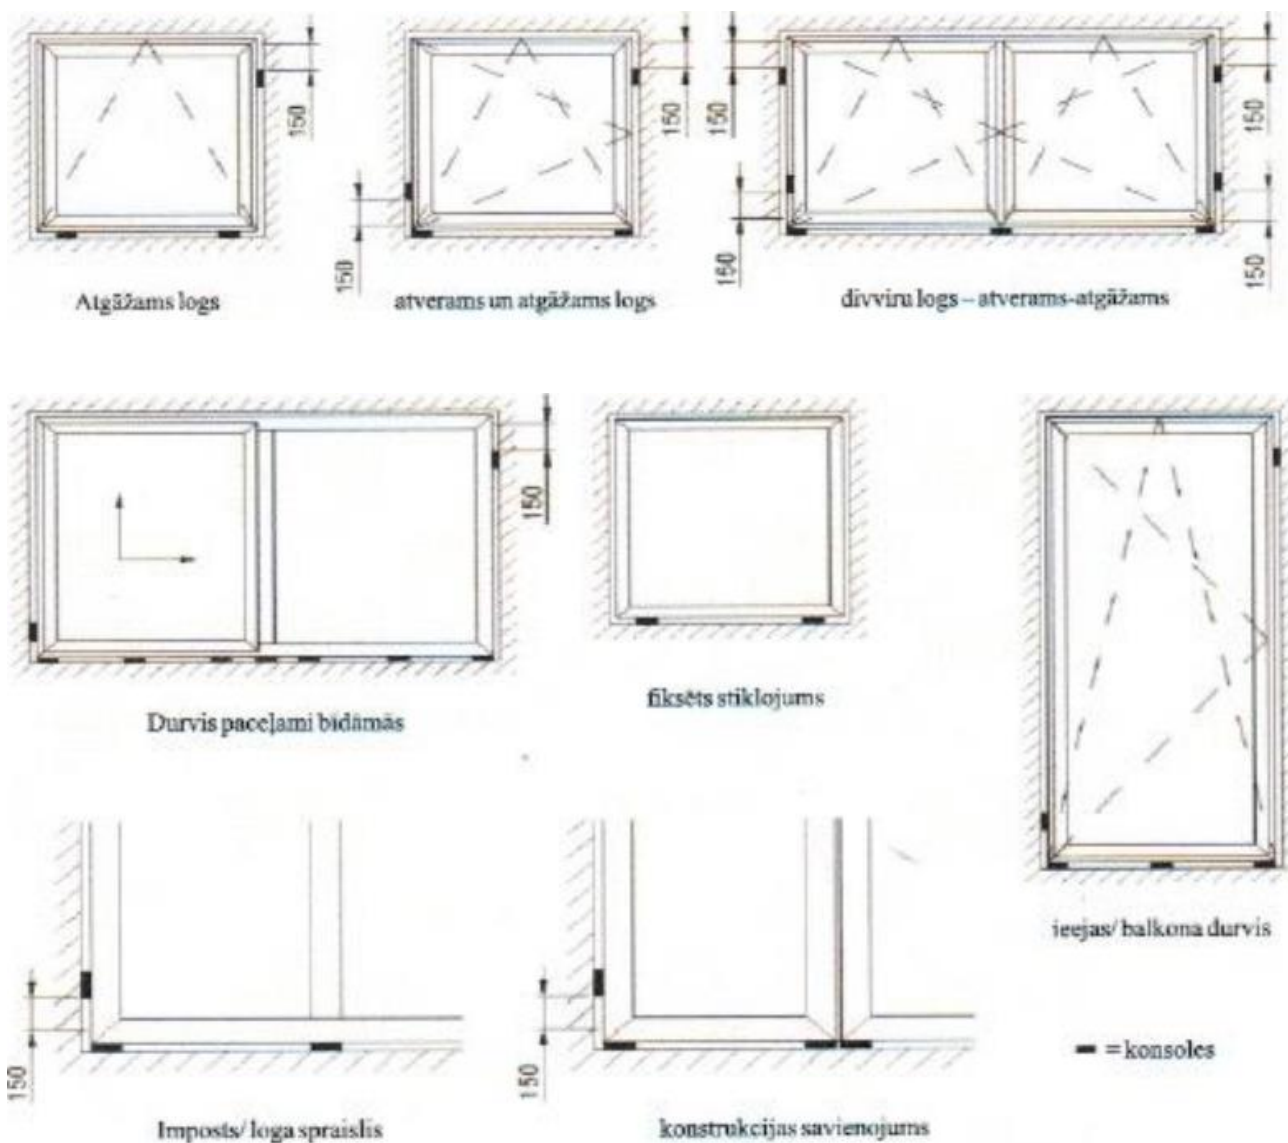 150
150
150
150
150
150
150
150
Atgāžams logs
atverams un atgāžams logs
divviru logs – atverams-atgāžams
150
Durvis paceļami bīdāmās
fiksēts stiklojums
ieejas/ balkona durvis
150
150
▬ = konsoles
Imposts/ loga spraislis
konstrukcijas savienojums